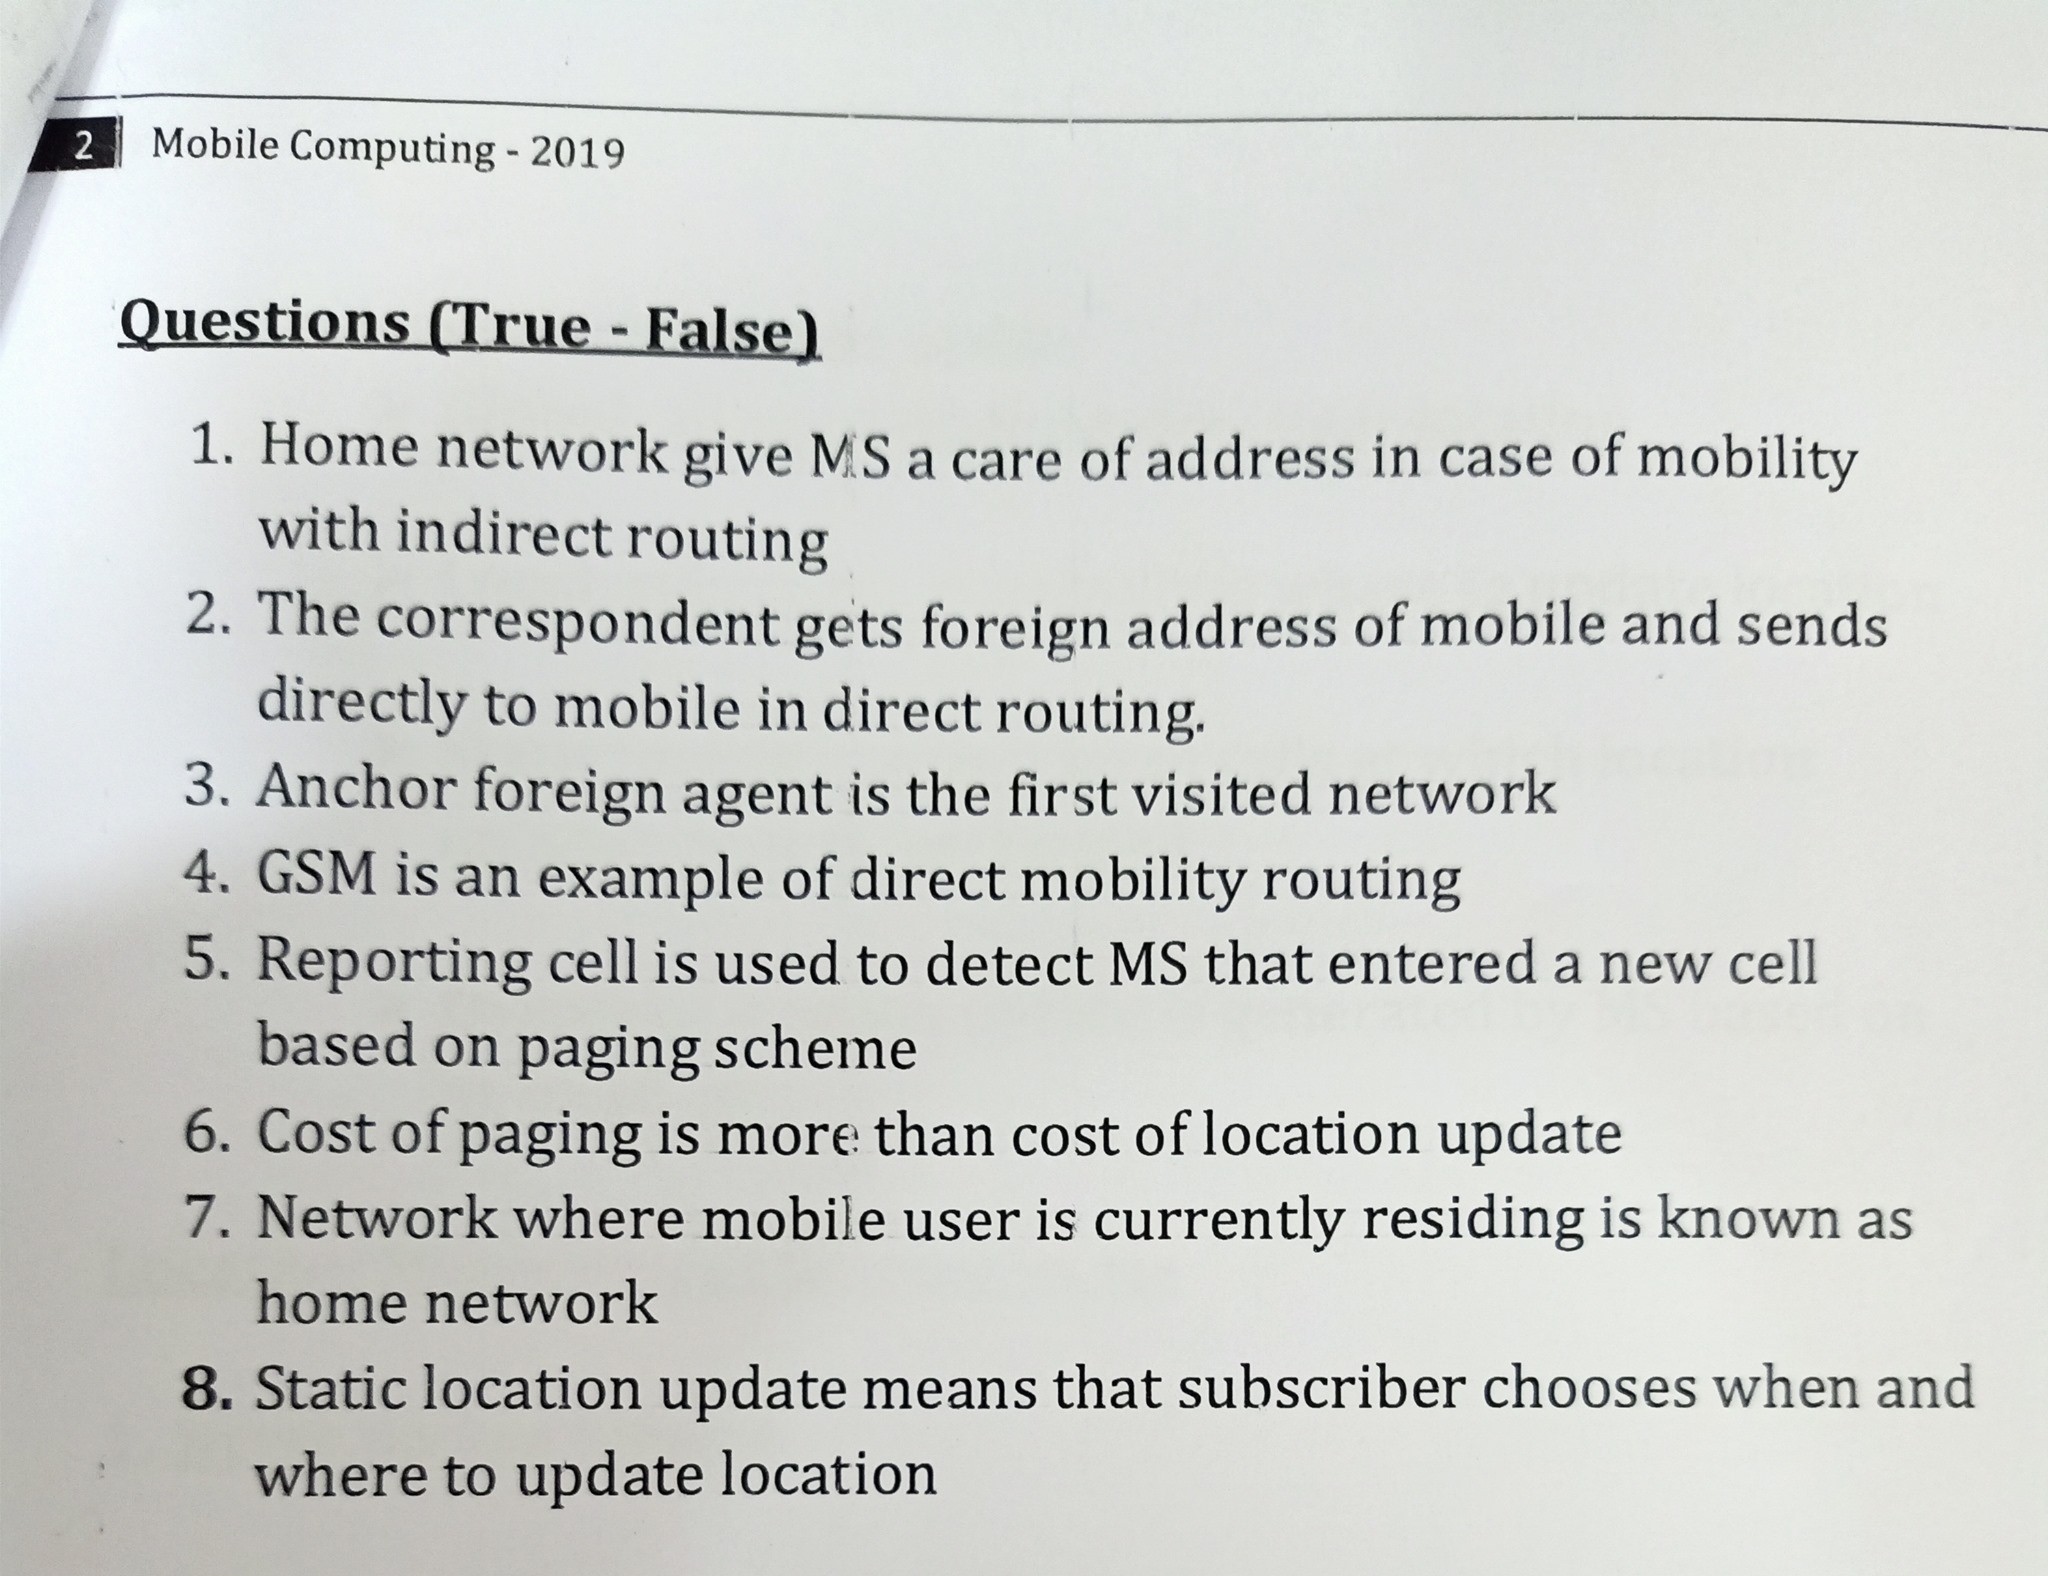 2 Mobile Computing - 2019
Questions (True - False)
1. Home network give MS a care of address in case of mobility
with indirect routing
2. The correspondent gets foreign address of mobile and sends
directly to mobile in direct routing.
3. Anchor foreign agent is the first visited network
4. GSM is an example of direct mobility routing
5. Reporting cell is used to detect MS that entered a new cell
based on paging scheme
6. Cost of paging is more than cost of location update
7. Network where mobile user is currently residing is known as
home network
8. Static location update means that subscriber chooses when and
where to update location